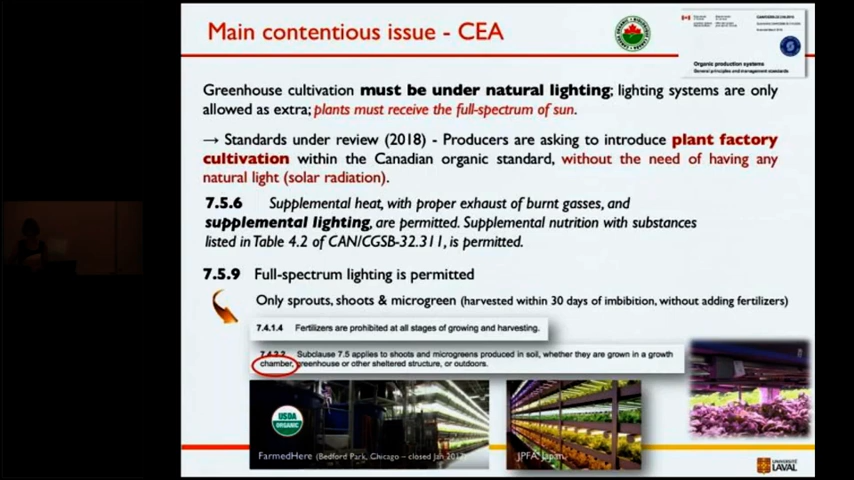 Main contentious issue - CEA
Organic production systems
General principles and management standards
Greenhouse cultivation must be under natural lighting; lighting systems are only
allowed as extra; plants must receive the full-spectrum of sun.
→ Standards under review (2018) - Producers are asking to introduce plant factory
cultivation within the Canadian organic standard, without the need of having any
natural light (solar radiation).
7.5.6 Supplemental heat, with proper exhaust of burnt gasses, and
supplemental lighting, are permitted. Supplemental nutrition with substances
listed in Table 4.2 of CAN/CGSB-32.311, is permitted.
7.5.9 Full-spectrum lighting is permitted
Only sprouts, shoots & microgreen (harvested within 30 days of imbibition, without adding fertilizers)
7.4.1.4 Fertilizers are prohibited at all stages of growing and harvesting.
Subclause 7.5 applies to shoots and microgreens produced in soil, whether they are grown in a growth
chamber, greenhouse or other sheltered structure, or outdoors.
USDA
ORGANIC
FarmedHere (Bedford Park, Chicago – closed Jan
JPFA, Japan
UNIVERSITÉ
LAVAL